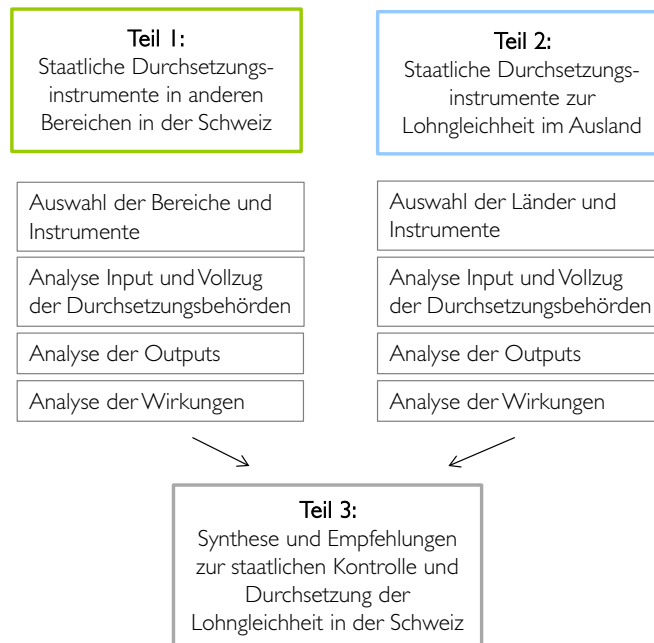 Teil 1:
Staatliche Durchsetzungs-
instrumente in anderen
Bereichen in der Schweiz
Auswahl der Bereiche und
Instrumente
Analyse Input und Vollzug
der Durchsetzungsbehörden
Analyse der Outputs
Analyse der Wirkungen
Teil 2:
Staatliche Durchsetzungs-
instrumente zur
Lohngleichheit im Ausland
Auswahl der Länder und
Instrumente
Analyse Input und Vollzug
der Durchsetzungsbehörden
Analyse der Outputs
Analyse der Wirkungen
Teil 3:
Synthese und Empfehlungen
zur staatlichen Kontrolle und
Durchsetzung der
Lohngleichheit in der Schweiz